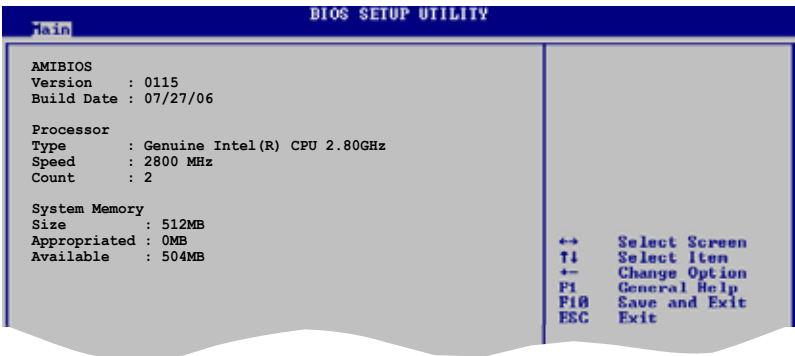 BIOS SETUP UTILITY
Main
AMIBIOS
Version : 0115
Build Date : 07/27/06
Processor
Type : Genuine Intel(R) CPU 2.80GHz
Speed : 2800 MHz
Count : 2
System Memory
Size : 512MB
Appropriated : 0MB
Available : 504MB
←→ Select Screen
↑↓ Select Item
+- Change Option
F1 General Help
F10 Save and Exit
ESC Exit